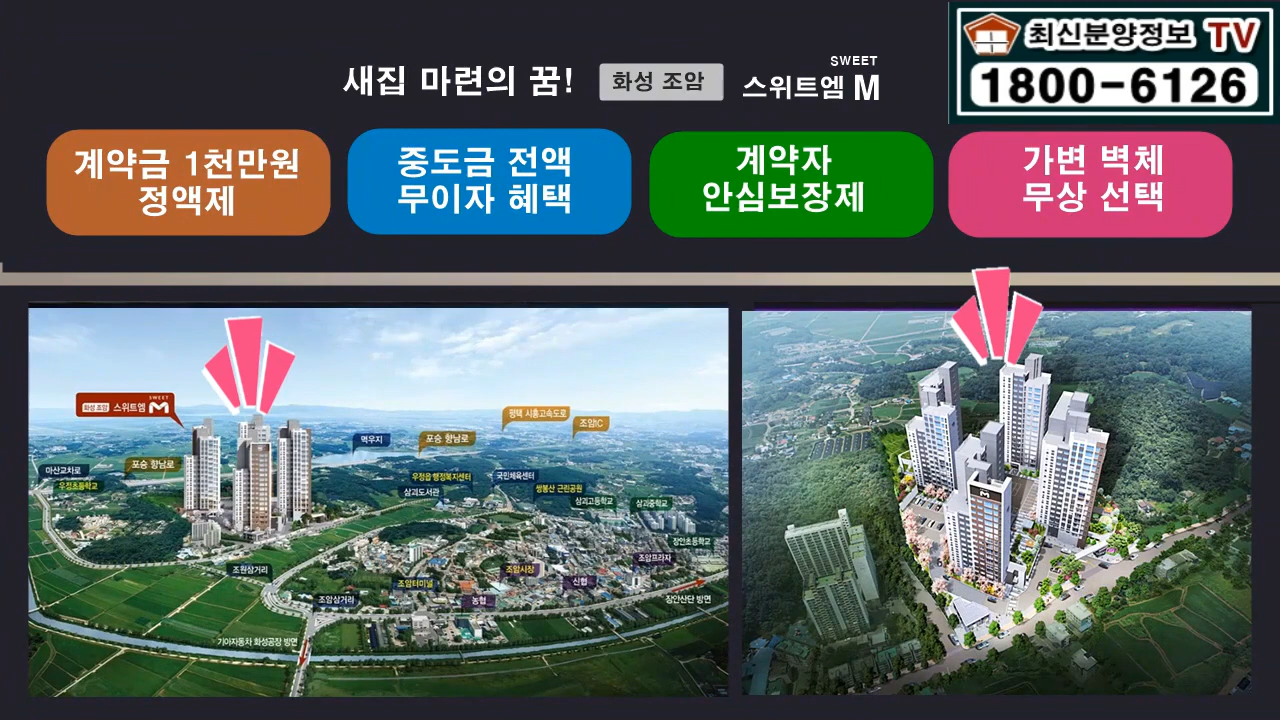 최신분양정보 TV
1800-6126
새집 마련의 꿈!
화성 조암
SWEET
스위트엠 M
계약금 1천만원
정액제
중도금 전액
무이자 혜택
계약자
안심보장제
가변 벽체
무상 선택
SWEET
화성 조암 스위트엠 M
평택 시흥고속도로
조암IC
멱우지
포승 향남로
마산교차로
포승 향남로
우정초등학교
우정읍 행정복지센터
국민체육센터
삼괴도서관
쌍봉산 근린공원
삼괴고등학교
삼괴중학교
장안초등학교
조암프라자
조원삼거리
조암시장
조암터미널
신협
농협
조암삼거리
장안산단 방면
기아자동차 화성공장 방면
M